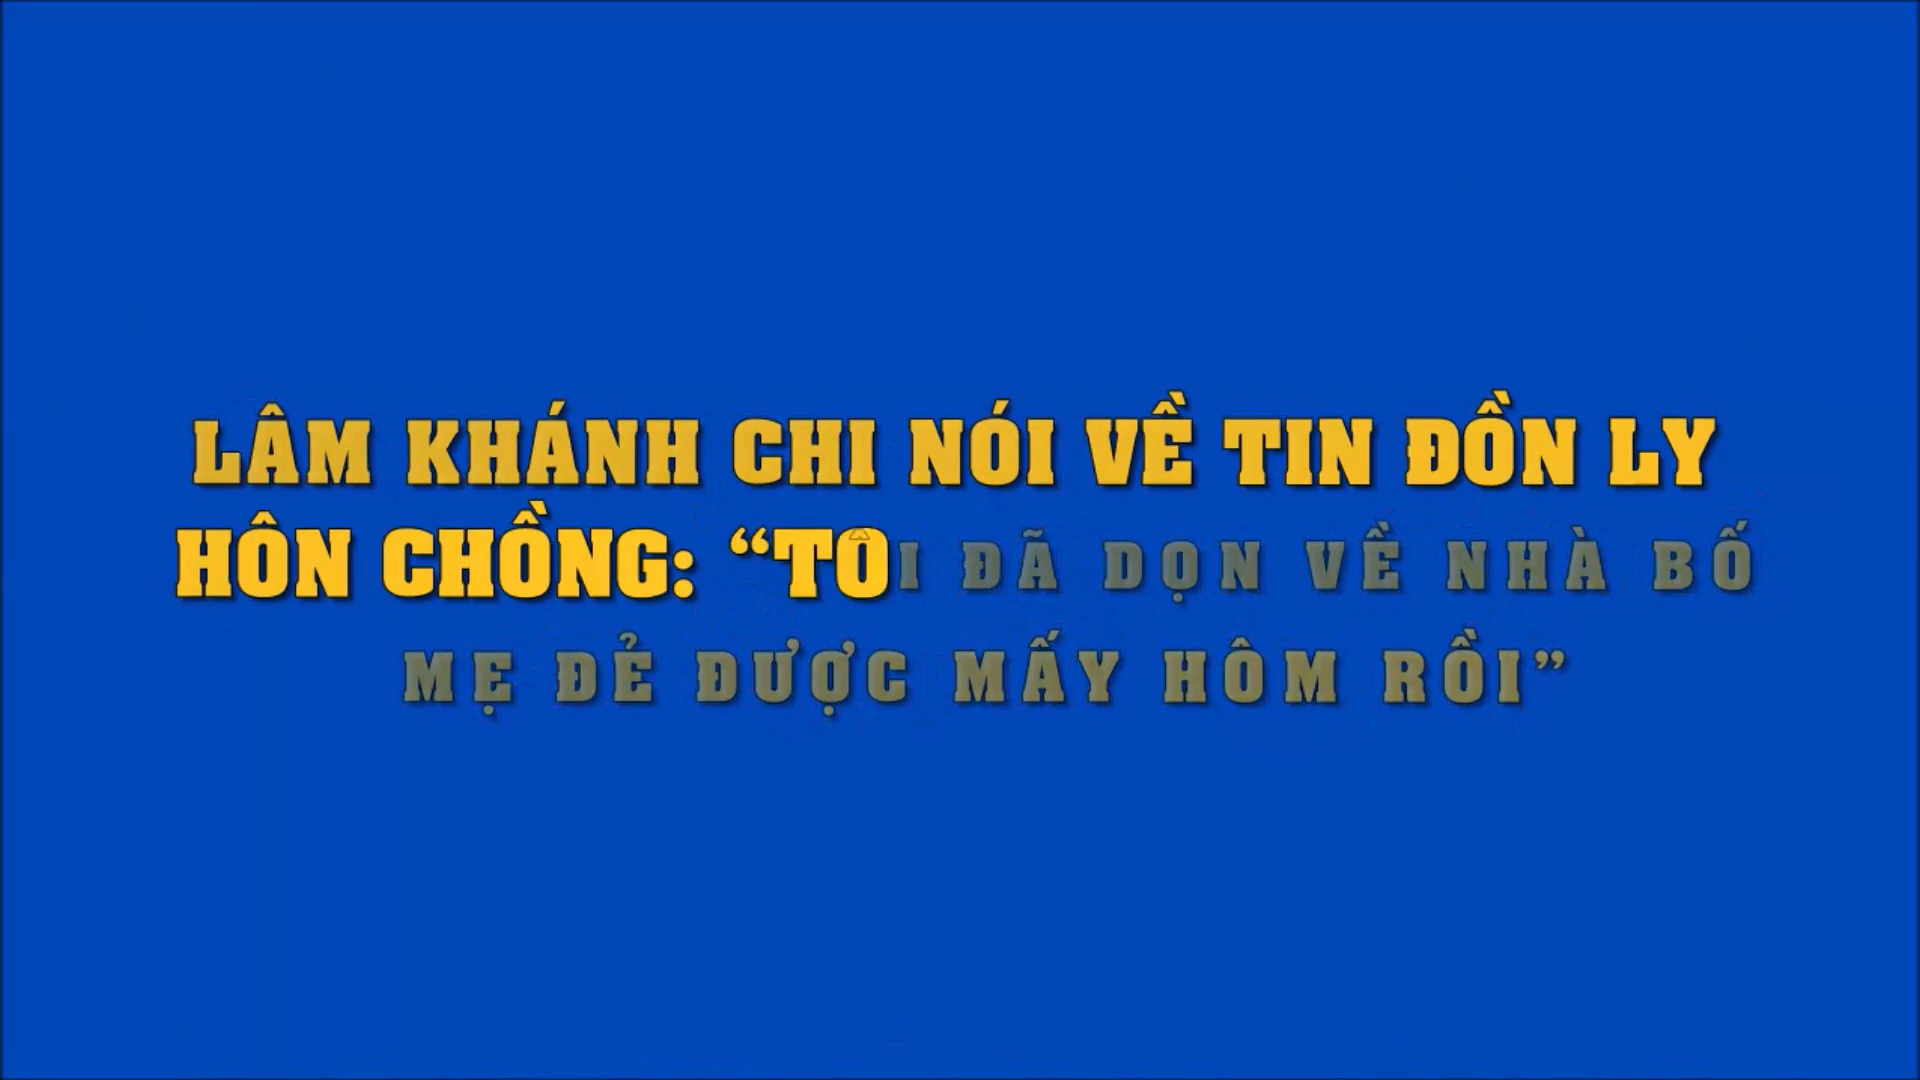 LÂM KHÁNH CHI NÓI VỀ TIN ĐỒN LY
HÔN CHỒNG: “TÔI ĐÃ DỌN VỀ NHÀ BỐ
MẸ ĐẺ ĐƯỢC MẤY HÔM RỒI”